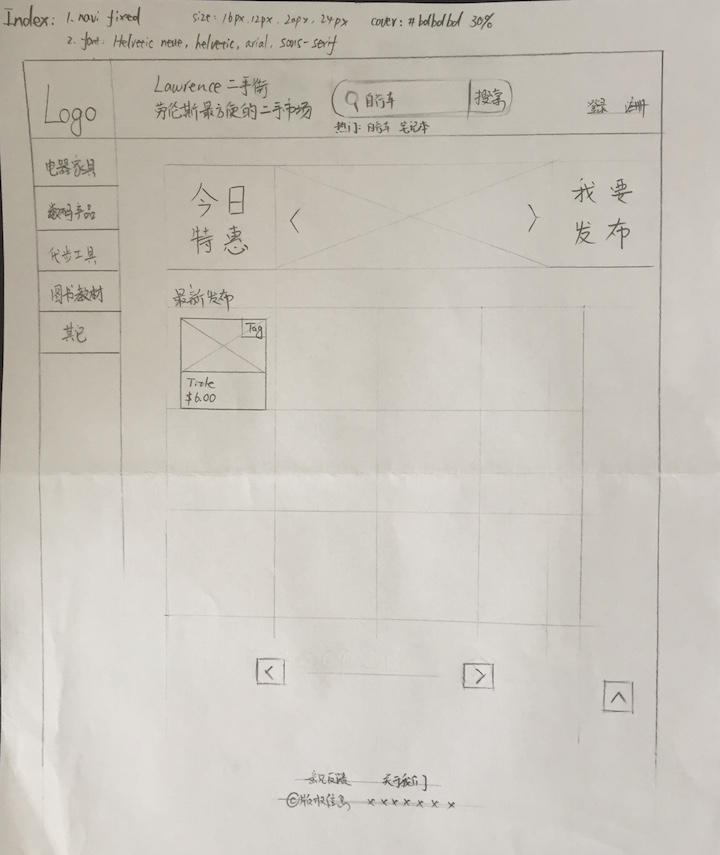 Index: 1. navi fixed size: 16px, 12px, 20px, 24px cover: #bdbdbd 30%
2. font: Helvetic neue, helvetic, arial, sans-serif
Logo
Lawrence 二手街
劳伦斯最方便的二手市场
自行车 搜索
热门: 自行车 笔记本
登录 注册
电器家具
数码产品
代步工具
图书教材
其它
今日
特惠
<
>
我要
发布
最新发布
Tag
Title
$6.00
<
>
^
意见反馈 关于我们
©版权信息 ×××××××